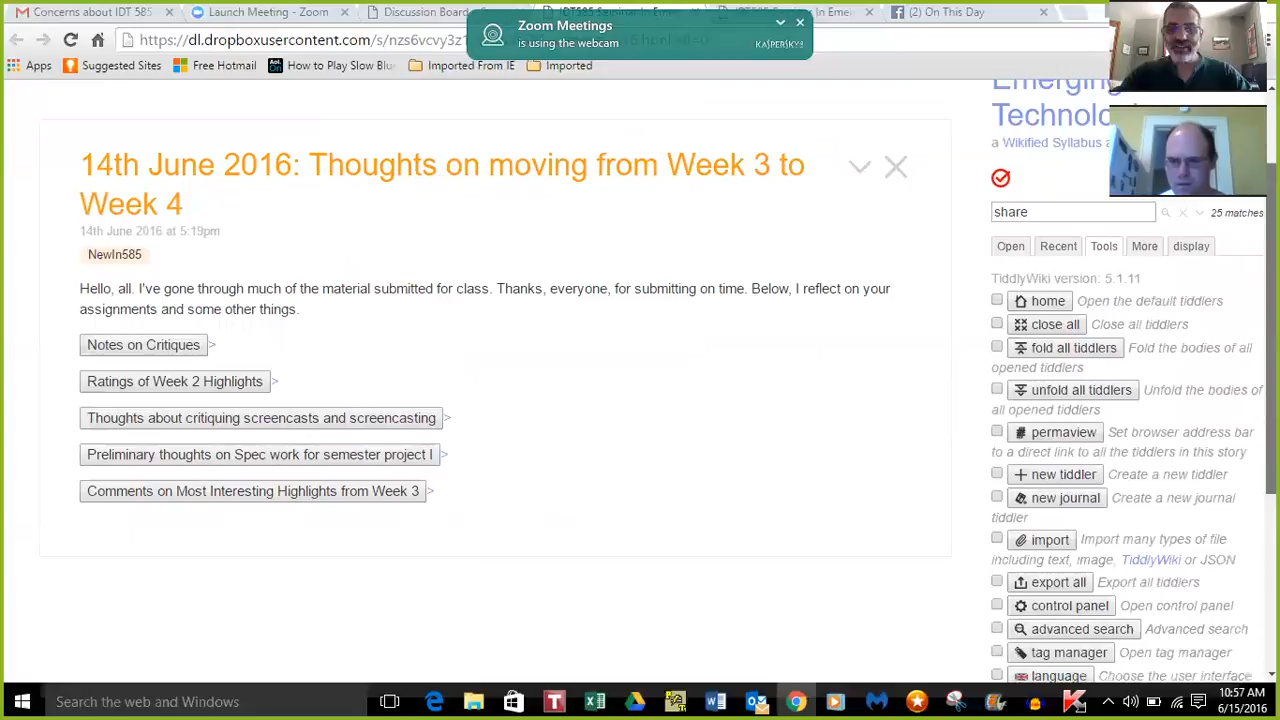 Concerns about IDT 585
Launch Meeting - Zoom
Discussion Board
IDT585 Seminar In Emer
IDT585 Seminar In Emer
(2) On This Day
Zoom Meetings
is using the webcam
KASPERSKY
https://dl.dropboxusercontent.com/s/nzs6vcvy3z1
Apps
Suggested Sites
Free Hotmail
How to Play Slow Blu
Imported From IE
Imported
14th June 2016: Thoughts on moving from Week 3 to
Week 4
14th June 2016 at 5:19pm
NewIn585
Hello, all. I've gone through much of the material submitted for class. Thanks, everyone, for submitting on time. Below, I reflect on your
assignments and some other things.
Notes on Critiques>
Ratings of Week 2 Highlights>
Thoughts about critiquing screencasts and screencasting>
Preliminary thoughts on Spec work for semester project I>
Comments on Most Interesting Highlights from Week 3>
Emerging
Technolo
a Wikified Syllabus
share
25 matches
Open Recent Tools More display
TiddlyWiki version: 5.1.11
home Open the default tiddlers
close all Close all tiddlers
fold all tiddlers Fold the bodies of all
opened tiddlers
unfold all tiddlers Unfold the bodies of
all opened tiddlers
permaview Set browser address bar
to a direct link to all the tiddlers in this story
new tiddler Create a new tiddler
new journal Create a new journal
tiddler
import Import many types of file
including text, image, TiddlyWiki or JSON
export all Export all tiddlers
control panel Open control panel
advanced search Advanced search
tag manager Open tag manager
language Choose the user interface
Search the web and Windows
10:57 AM
6/15/2016